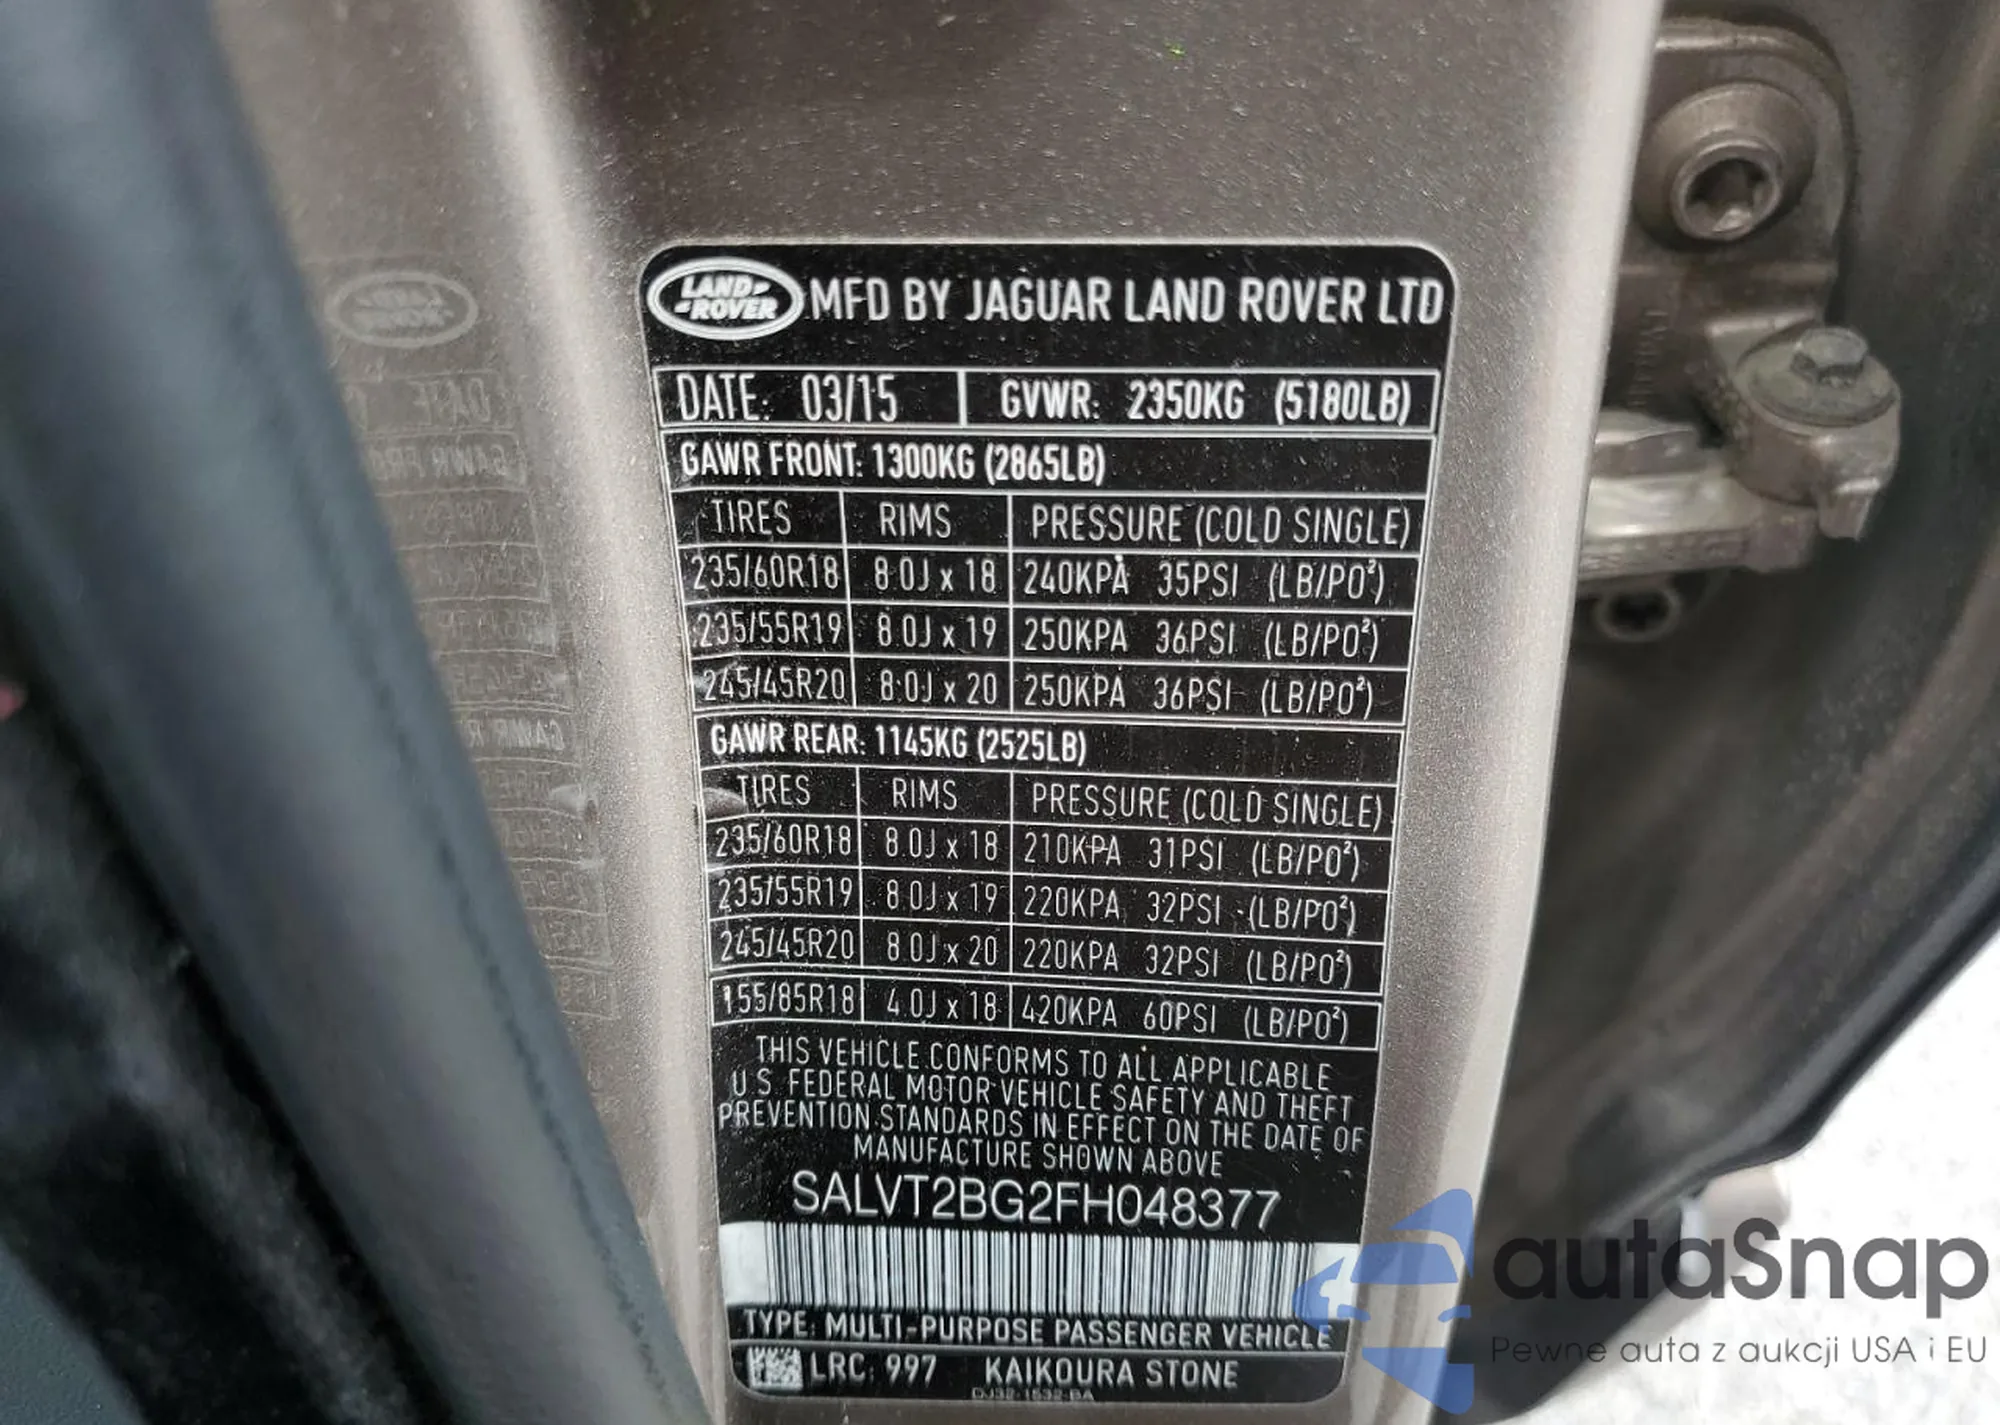 LAND ROVER MFD BY JAGUAR LAND ROVER LTD
DATE: 03/15 GVWR: 2350KG (5180LB)
GAWR FRONT: 1300KG (2865LB)
TIRES RIMS PRESSURE (COLD SINGLE)
235/60R18 8.0J x 18 240KPA 35PSI (LB/PO²)
235/55R19 8.0J x 19 250KPA 36PSI (LB/PO²)
245/45R20 8.0J x 20 250KPA 36PSI (LB/PO²)
GAWR REAR: 1145KG (2525LB)
TIRES RIMS PRESSURE (COLD SINGLE)
235/60R18 8.0J x 18 210KPA 31PSI (LB/PO²)
235/55R19 8.0J x 19 220KPA 32PSI (LB/PO²)
245/45R20 8.0J x 20 220KPA 32PSI (LB/PO²)
155/85R18 4.0J x 18 420KPA 60PSI (LB/PO²)
THIS VEHICLE CONFORMS TO ALL APPLICABLE
U.S. FEDERAL MOTOR VEHICLE SAFETY AND THEFT
PREVENTION STANDARDS IN EFFECT ON THE DATE OF
MANUFACTURE SHOWN ABOVE
SALVT2BG2FH048377
TYPE: MULTI-PURPOSE PASSENGER VEHICLE
LRC: 997 KAIKOURA STONE
DJ32-1532-BA
autaSnap
Pewne auta z aukcji USA i EU